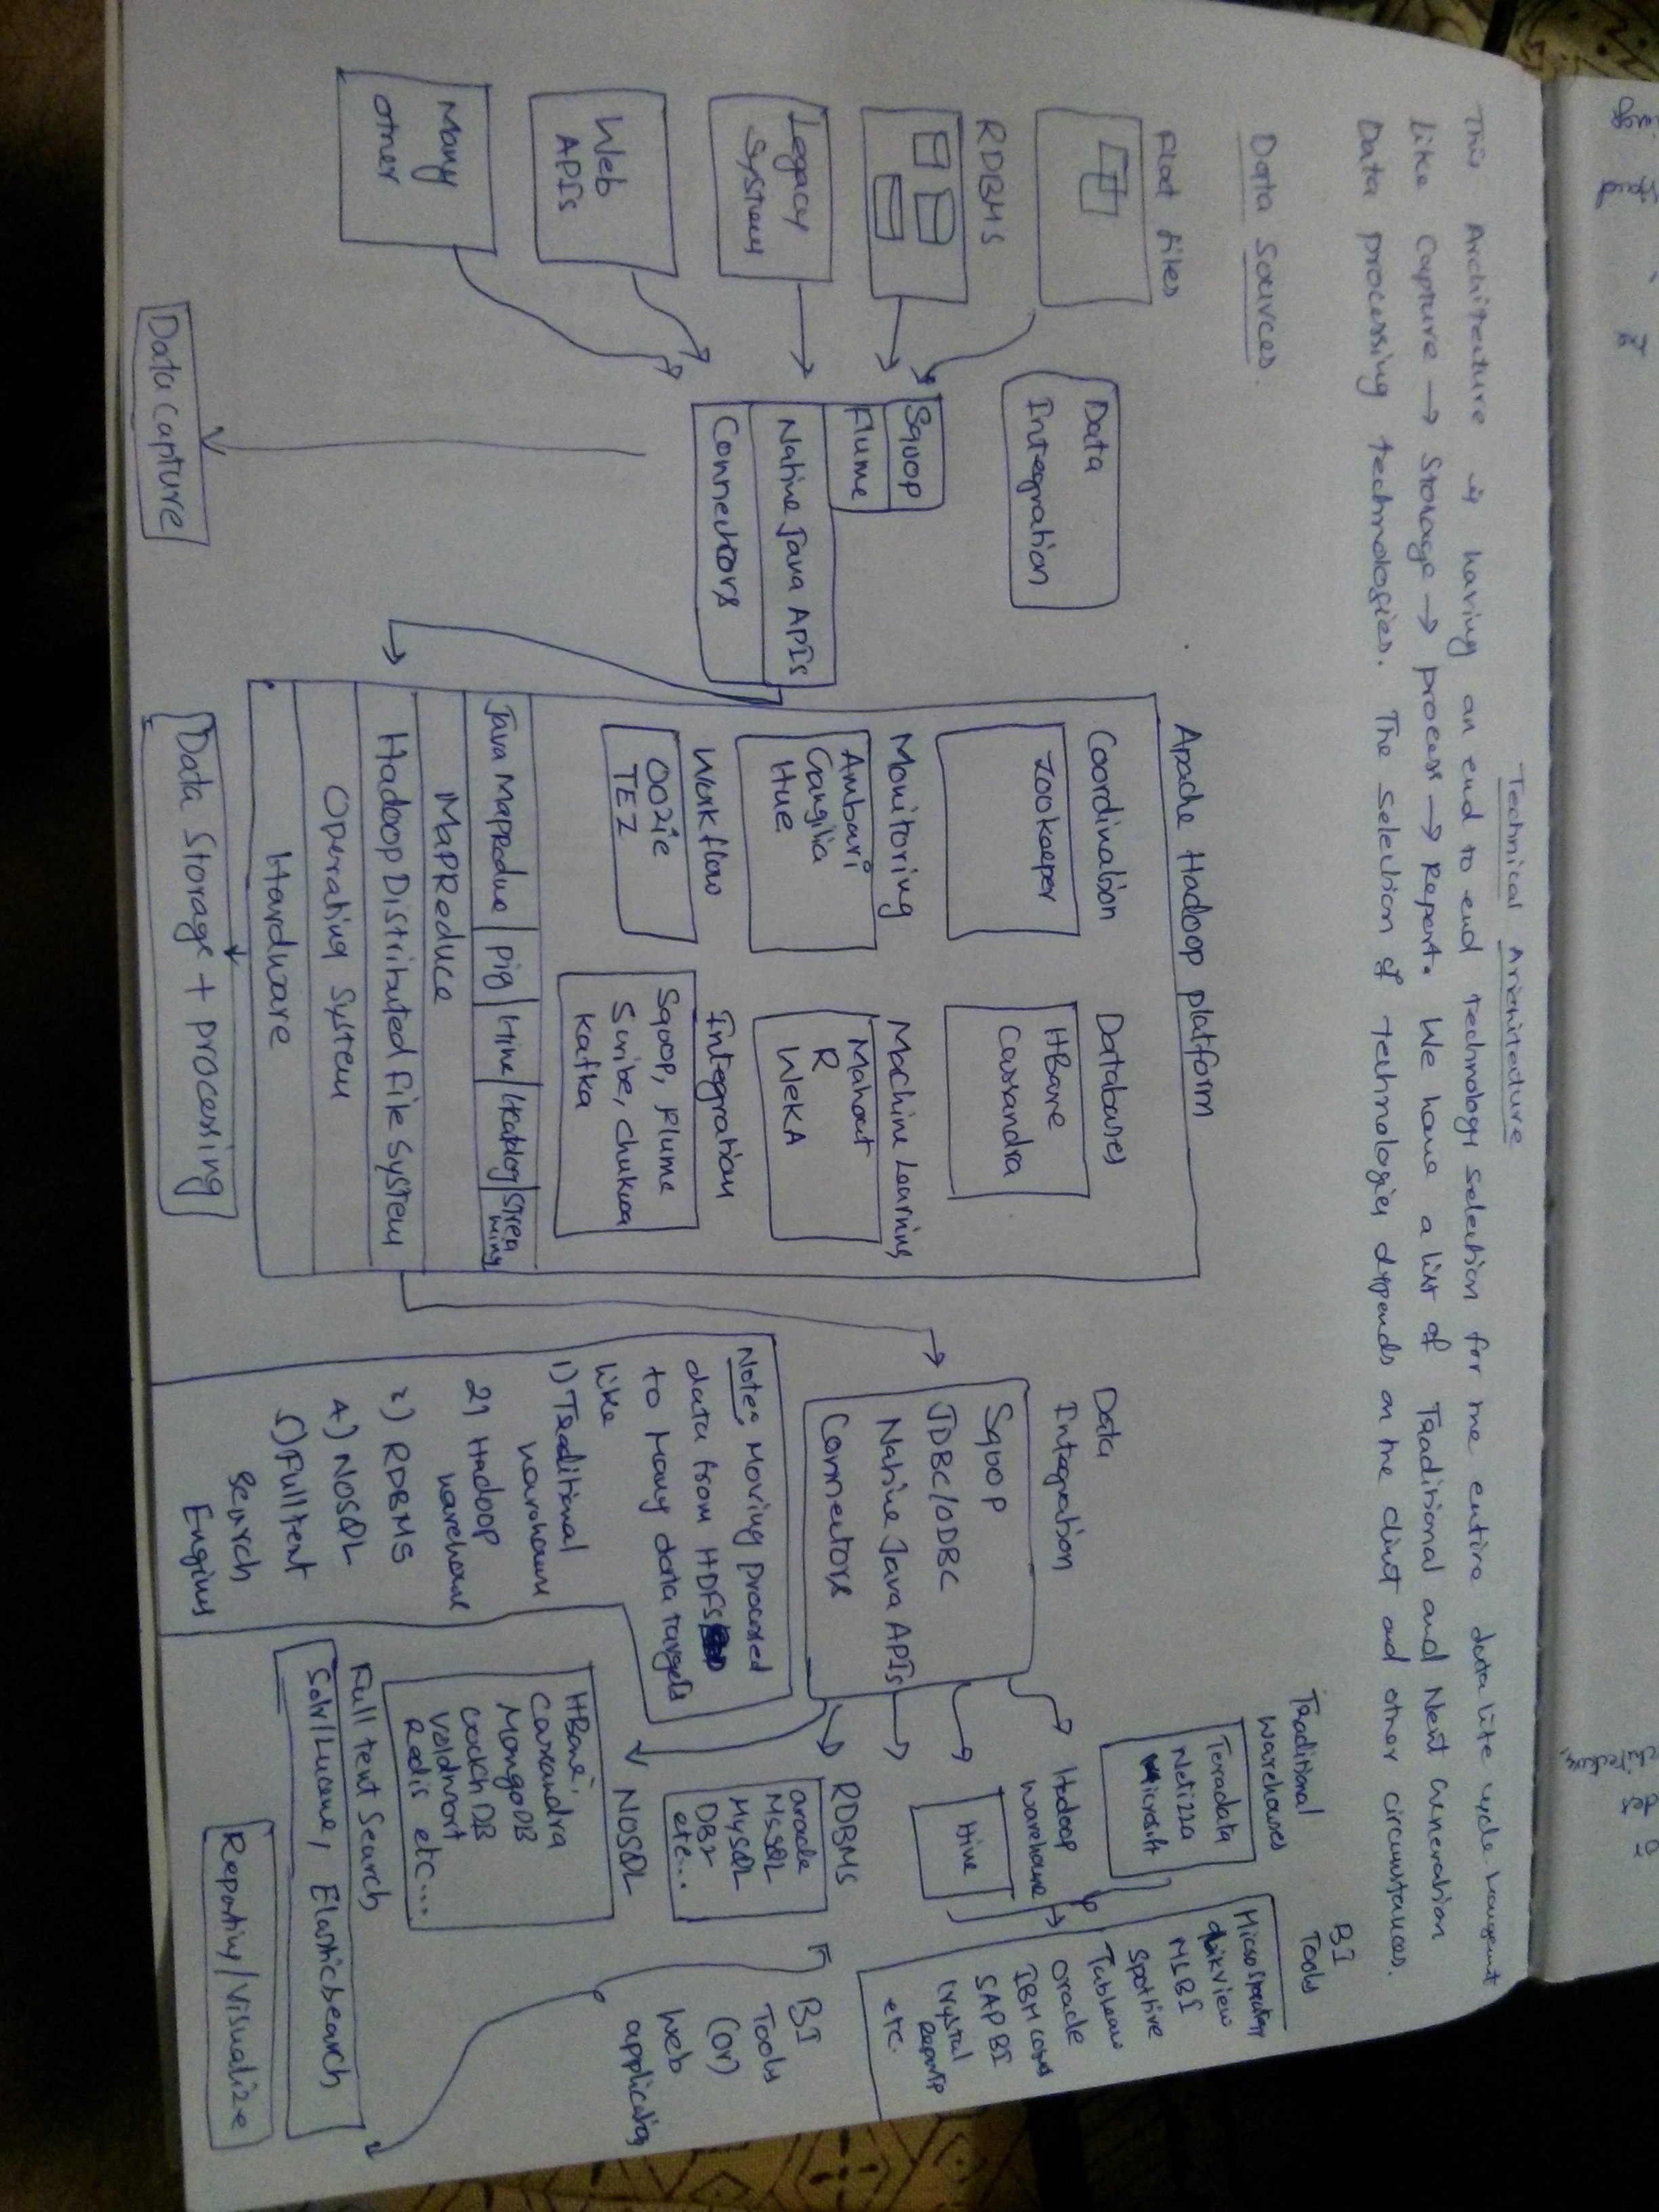 Technical Architecture
This Architecture is having an end to end technology selection for the entire data life cycle
like Capture → Storage → process → Report. We have a list of Traditional and Next Generation
Data processing technologies. The selection of technologies depends on the client and other circumstances.
Data Sources.
Flat files
RDBMS
Legacy
Systems
Web
APIs
Many
other
Data
Integration
Sqoop
Flume
Native Java APIs
Connectors
Data Capture
Apache Hadoop platform
Coordination
Zookeeper
Monitoring
Ambari
Ganglia
Hue
Workflow
OOZie
TEZ
Databases
HBase
Cassandra
Machine Learning
Mahout
R
WEKA
Integration
Sqoop, Flume
Scribe, Chukwa
Kafka
Java MapReduce | Pig | Hive | HCatalog | Strea
ming
MapReduce
Hadoop Distributed File System
Operating System
Hardware
Data Storage + processing
Data
Integration
Sqoop
JDBC/ODBC
Native Java APIs
Connectors
Note: Moving processed
data from HDFS
to Many data targets
like
1) Traditional
warehouse
2) Hadoop
warehouse
3) RDBMS
4) NoSQL
5) Full text
Search
Engines
Traditional
Warehouses
Teradata
Netizza
Microsoft
Hadoop
warehouse
Hive
RDBMS
oracle
MSSQL
MySQL
DB2
etc...
NOSQL
HBase,
Cassandra
MongoDB
couchDB
Voldmort
Redis etc...
Full text Search
Solr/Lucene, ElasticSearch
BI
Tools
Microstrategy
Qlikview
MSBI
Spotfire
Tableau
oracle
IBM Cognos
SAP BI
Crystal
Reports
etc.
BI
Tools
(or)
Web
application
Reporting/Visualize